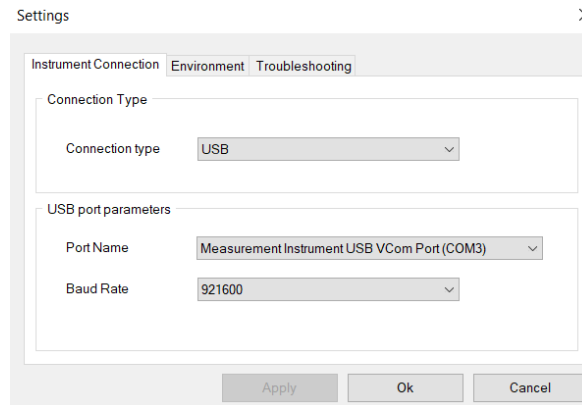 Settings
Instrument Connection Environment Troubleshooting
Connection Type
Connection type USB
USB port parameters
Port Name Measurement Instrument USB VCom Port (COM3)
Baud Rate 921600
Apply Ok Cancel